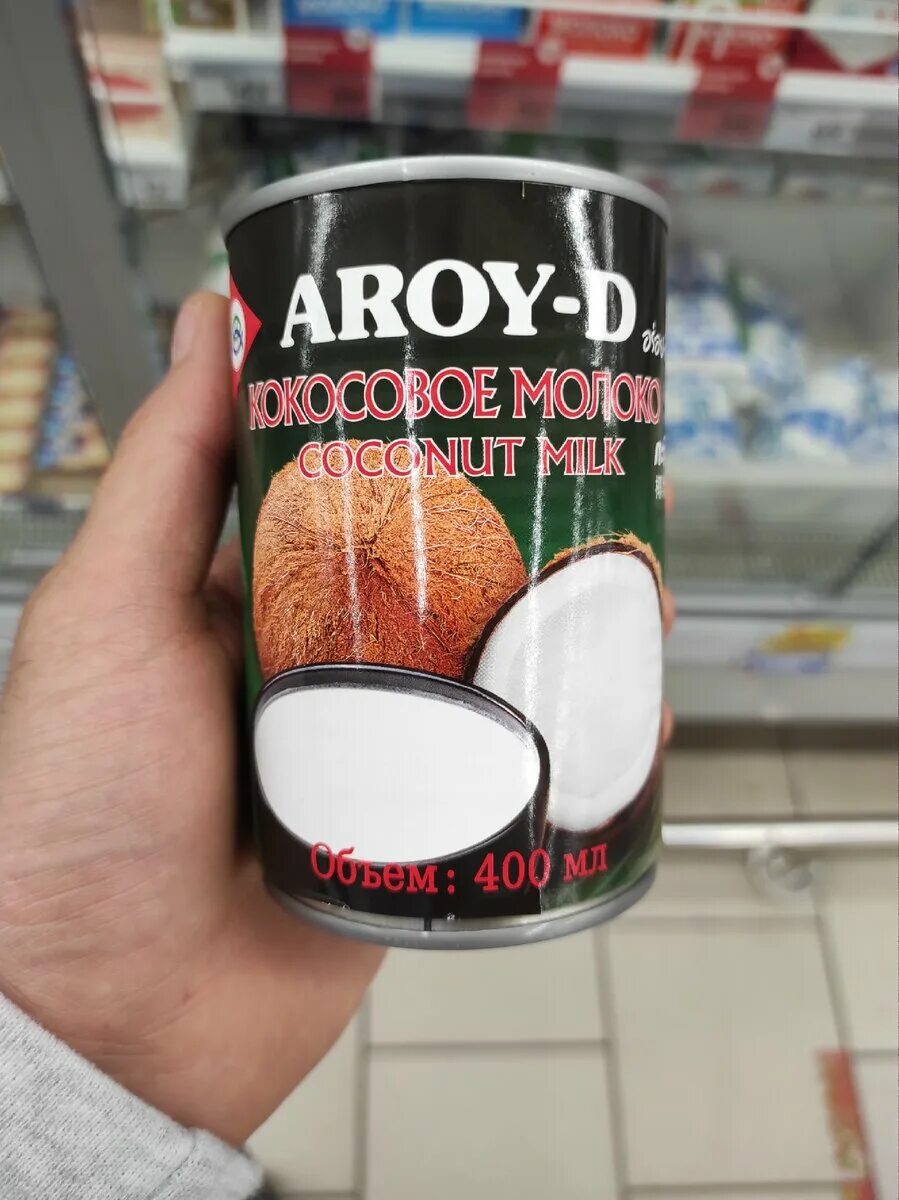 AROY-D
КОКОСОВОЕ МОЛОКО
COCONUT MILK
Объем: 400 мл